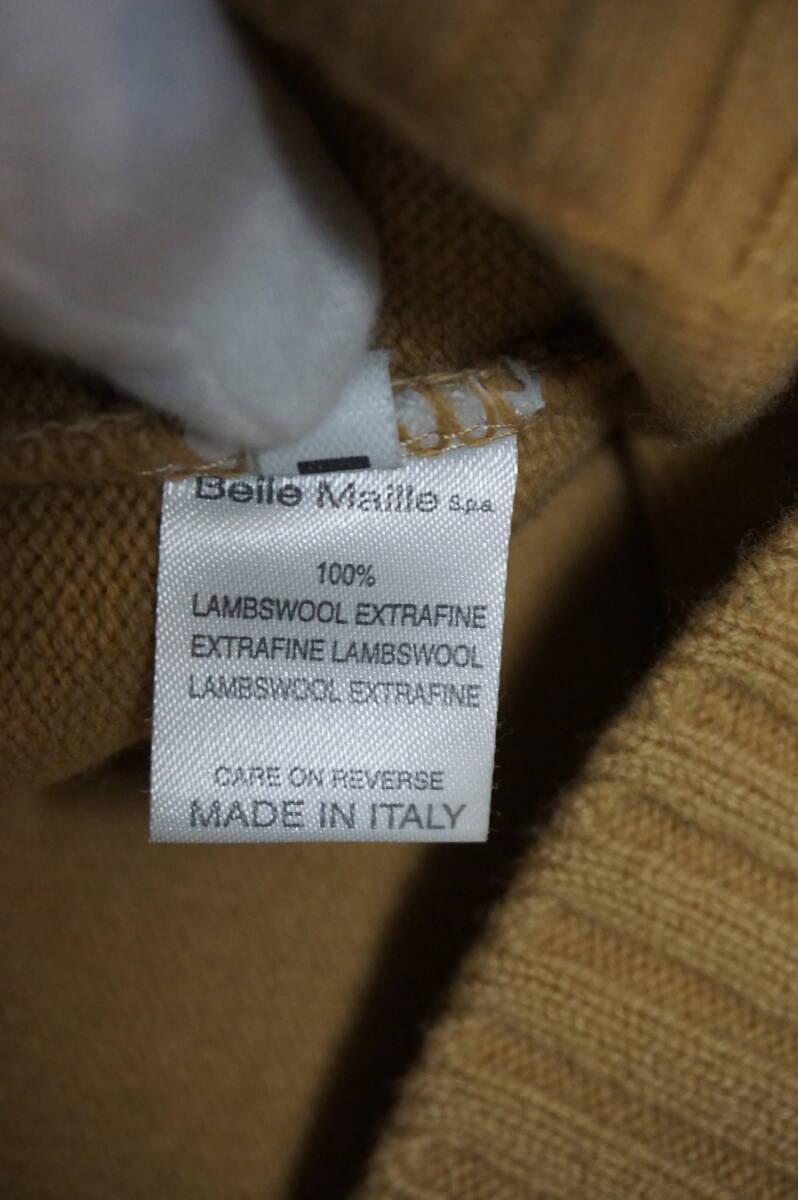 Belle Maille S.p.a.
100%
LAMBSWOOL EXTRAFINE
EXTRAFINE LAMBSWOOL
LAMBSWOOL EXTRAFINE
CARE ON REVERSE
MADE IN ITALY